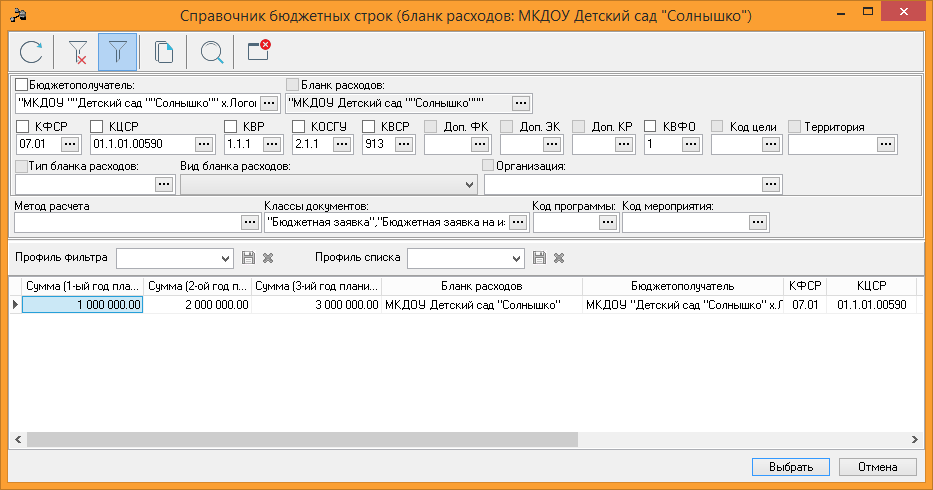 Справочник бюджетных строк (бланк расходов: МКДОУ Детский сад "Солнышко")
Бюджетополучатель: Бланк расходов:
"МКДОУ ""Детский сад ""Солнышко"" х.Логов ... "МКДОУ Детский сад ""Солнышко""" ...
КФСР КЦСР КВР КОСГУ КВСР Доп. ФК Доп. ЭК Доп. КР КВФО Код цели Территория
07.01 ... 01.1.01.00590 ... 1.1.1 ... 2.1.1 ... 913 ... ... ... ... 1 ... ... ...
Тип бланка расходов: Вид бланка расходов: Организация:
... ...
Метод расчета Классы документов: Код программы: Код мероприятия:
... "Бюджетная заявка","Бюджетная заявка на из ... ... ...
Профиль фильтра Профиль списка
Сумма (1-ый год пла... Сумма (2-ой год п... Сумма (3-ий год плани... Бланк расходов Бюджетополучатель КФСР КЦСР
1 000 000.00 2 000 000.00 3 000 000.00 МКДОУ Детский сад "Солнышко" МКДОУ "Детский сад "Солнышко" х.Л 07.01 01.1.01.00590
Выбрать Отмена